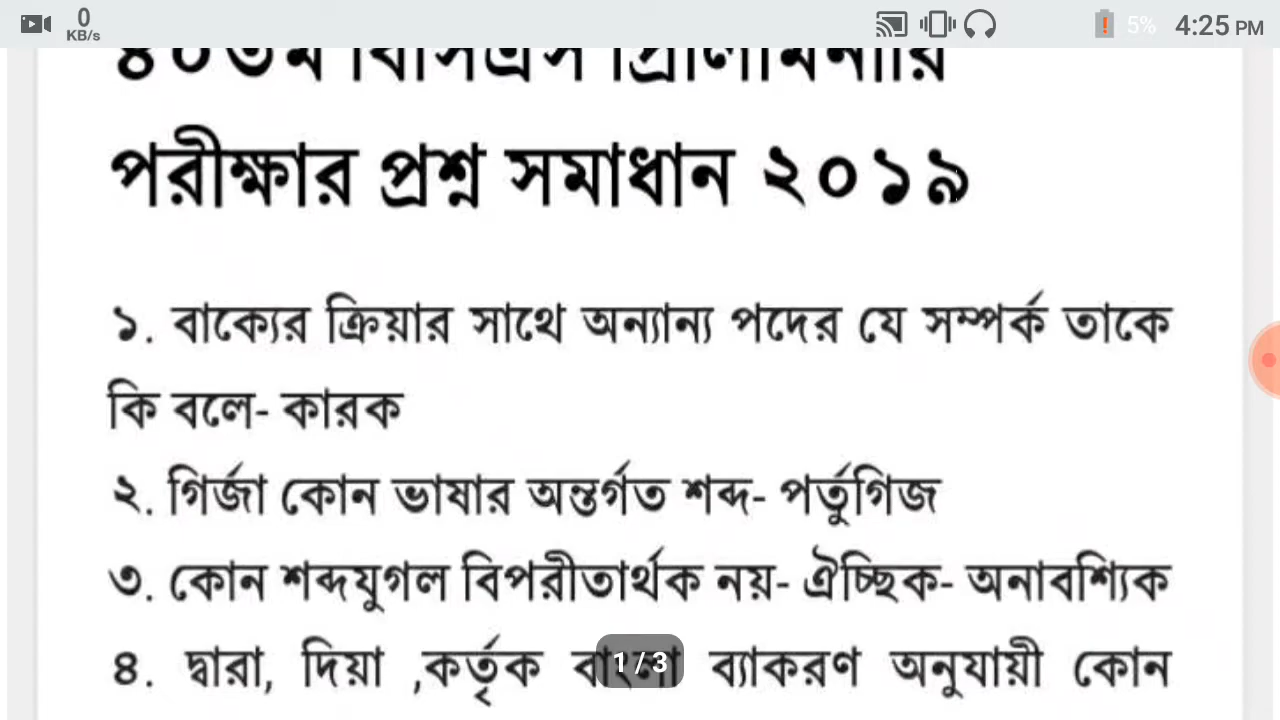 0
KB/s
5%
4:25 PM
৪০তম বিসিএস প্রিলিমিনারি
পরীক্ষার প্রশ্ন সমাধান ২০১৯
১. বাক্যের ক্রিয়ার সাথে অন্যান্য পদের যে সম্পর্ক তাকে
কি বলে- কারক
২. গির্জা কোন ভাষার অন্তর্গত শব্দ- পর্তুগিজ
৩. কোন শব্দযুগল বিপরীতার্থক নয়- ঐচ্ছিক- অনাবশ্যিক
৪. দ্বারা, দিয়া ,কর্তৃক বাংলা ব্যাকরণ অনুযায়ী কোন
1 / 3